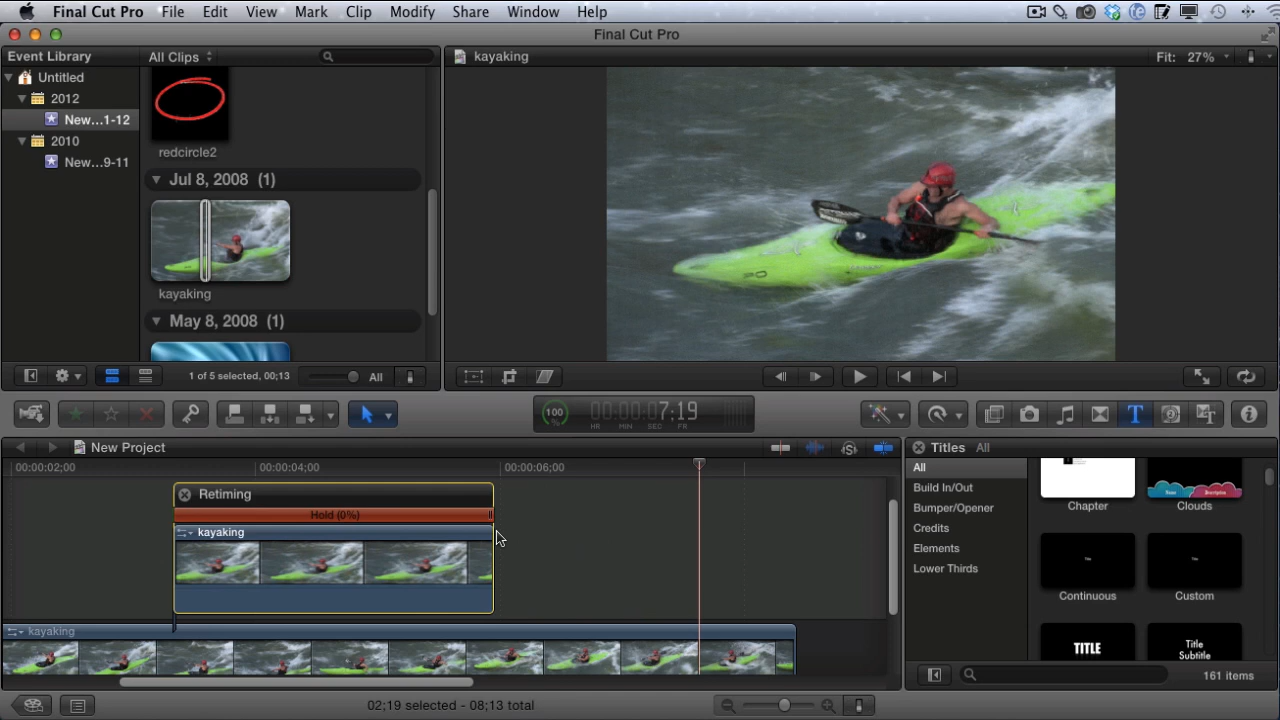 Final Cut Pro File Edit View Mark Clip Modify Share Window Help
Final Cut Pro
Event Library
All Clips
kayaking
Fit: 27%
Untitled
2012
New...1-12
2010
New...9-11
redcircle2
Jul 8, 2008 (1)
kayaking
May 8, 2008 (1)
1 of 5 selected, 00;13
All
100
%
00:00:07:19
HR MIN SEC FR
New Project
00:00:02;00
00:00:04;00
00:00:06;00
Retiming
Hold (0%)
kayaking
kayaking
02;19 selected - 08;13 total
Titles All
All
Build In/Out
Bumper/Opener
Credits
Elements
Lower Thirds
Chapter
Clouds
Continuous
Custom
TITLE
Title
Subtitle
161 items